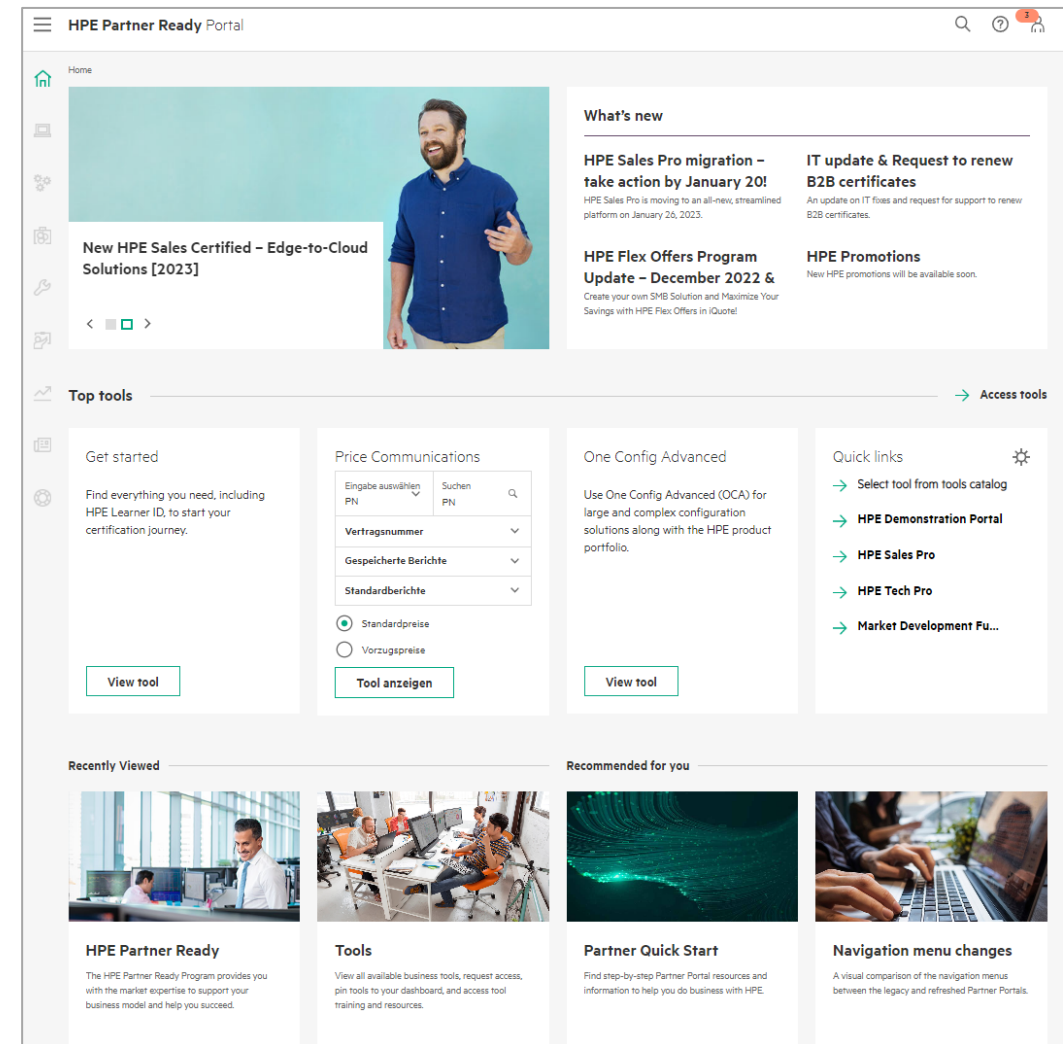 HPE Partner Ready Portal
3
Home
New HPE Sales Certified – Edge-to-Cloud
Solutions [2023]
What's new
HPE Sales Pro migration –
take action by January 20!
HPE Sales Pro is moving to an all-new, streamlined
platform on January 26, 2023.
IT update & Request to renew
B2B certificates
An update on IT fixes and request for support to renew
B2B certificates.
HPE Flex Offers Program
Update – December 2022 &
Create your own SMB Solution and Maximize Your
Savings with HPE Flex Offers in iQuote!
HPE Promotions
New HPE promotions will be available soon.
Top tools
Access tools
Get started
Find everything you need, including
HPE Learner ID, to start your
certification journey.
View tool
Price Communications
Eingabe auswählen
PN
Suchen
PN
Vertragsnummer
Gespeicherte Berichte
Standardberichte
Standardpreise
Vorzugspreise
Tool anzeigen
One Config Advanced
Use One Config Advanced (OCA) for
large and complex configuration
solutions along with the HPE product
portfolio.
View tool
Quick links
Select tool from tools catalog
HPE Demonstration Portal
HPE Sales Pro
HPE Tech Pro
Market Development Fu...
Recently Viewed
Recommended for you
HPE Partner Ready
The HPE Partner Ready Program provides you
with the market expertise to support your
business model and help you succeed.
Tools
View all available business tools, request access,
pin tools to your dashboard, and access tool
training and resources.
Partner Quick Start
Find step-by-step Partner Portal resources and
information to help you do business with HPE.
Navigation menu changes
A visual comparison of the navigation menus
between the legacy and refreshed Partner Portals.